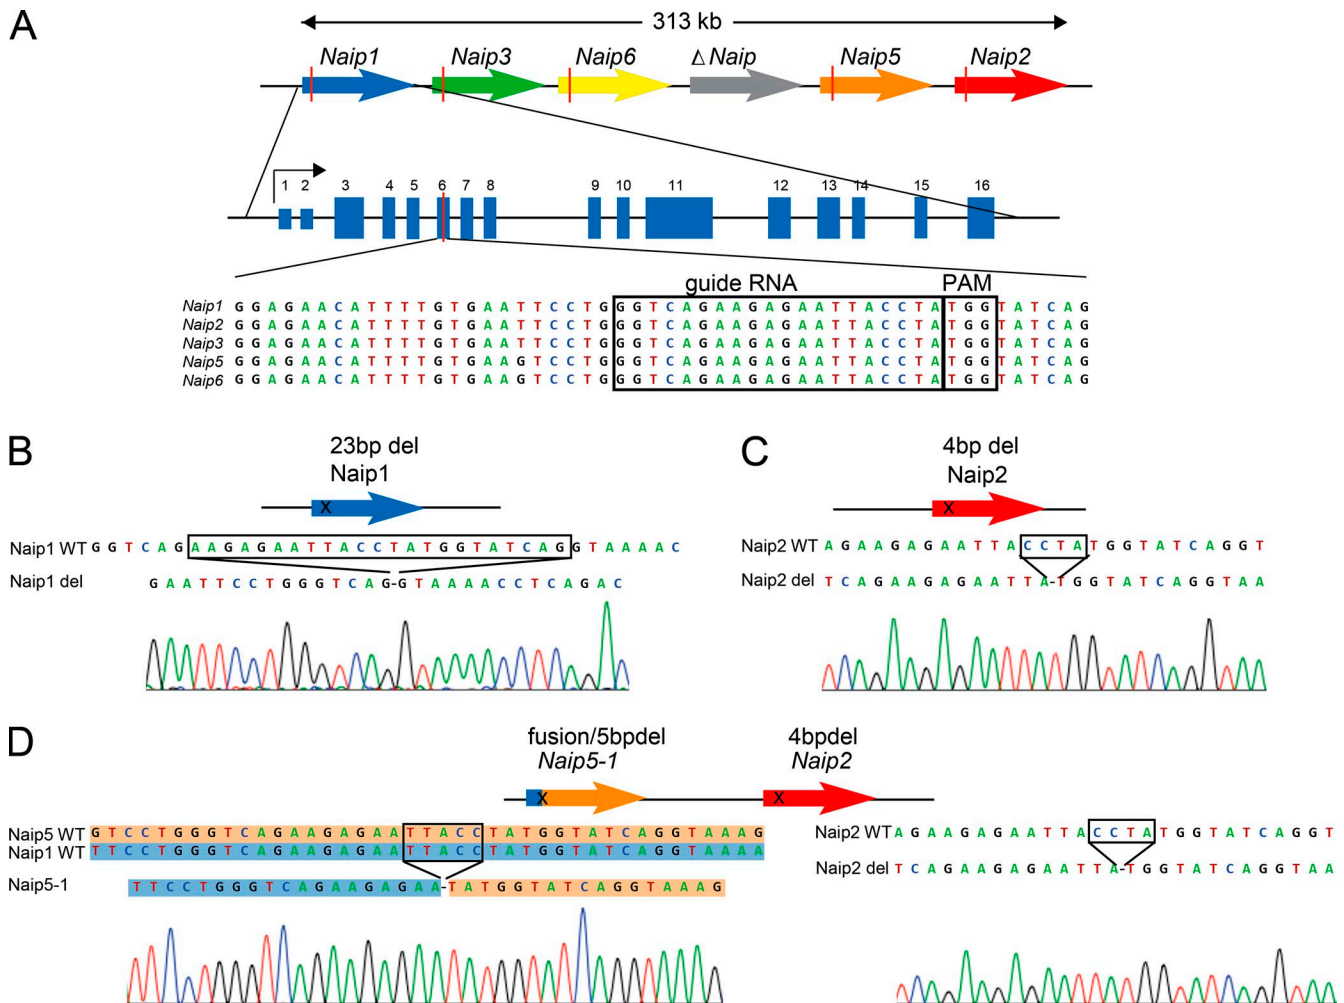 A
313 kb
Naip1 Naip3 Naip6 Δ Naip Naip5 Naip2
1 2 3 4 5 6 7 8 9 10 11 12 13 14 15 16
guide RNA PAM
Naip1 G G A G A A C A T T T T G T G A A T T C C T G G G T C A G A A G A G A A T T A C C T A T G G T A T C A G
Naip2 G G A G A A C A T T T T G T G A A T T C C T G G G T C A G A A G A G A A T T A C C T A T G G T A T C A G
Naip3 G G A G A A C A T T T T G T G A A T T C C T G G G T C A G A A G A G A A T T A C C T A T G G T A T C A G
Naip5 G G A G A A C A T T T T G T G A A G T C C T G G G T C A G A A G A G A A T T A C C T A T G G T A T C A G
Naip6 G G A G A A C A T T T T G T G A A G T C C T G G G T C A G A A G A G A A T T A C C T A T G G T A T C A G
B
23bp del
Naip1
X
Naip1 WT G G T C A G A A G A G A A T T A C C T A T G G T A T C A G G T A A A A C
Naip1 del G A A T T C C T G G G T C A G - G T A A A A C C T C A G A C
C
4bp del
Naip2
X
Naip2 WT A G A A G A G A A T T A C C T A T G G T A T C A G G T
Naip2 del T C A G A A G A G A A T T A - T G G T A T C A G G T A A
D
fusion/5bpdel
Naip5-1
4bpdel
Naip2
X X
Naip5 WT G T C C T G G G T C A G A A G A G A A T T A C C T A T G G T A T C A G G T A A A G
Naip1 WT T T C C T G G G T C A G A A G A G A A T T A C C T A T G G T A T C A G G T A A A A
Naip5-1 T T C C T G G G T C A G A A G A G A A - T A T G G T A T C A G G T A A A G
Naip2 WT A G A A G A G A A T T A C C T A T G G T A T C A G G T
Naip2 del T C A G A A G A G A A T T A - T G G T A T C A G G T A A